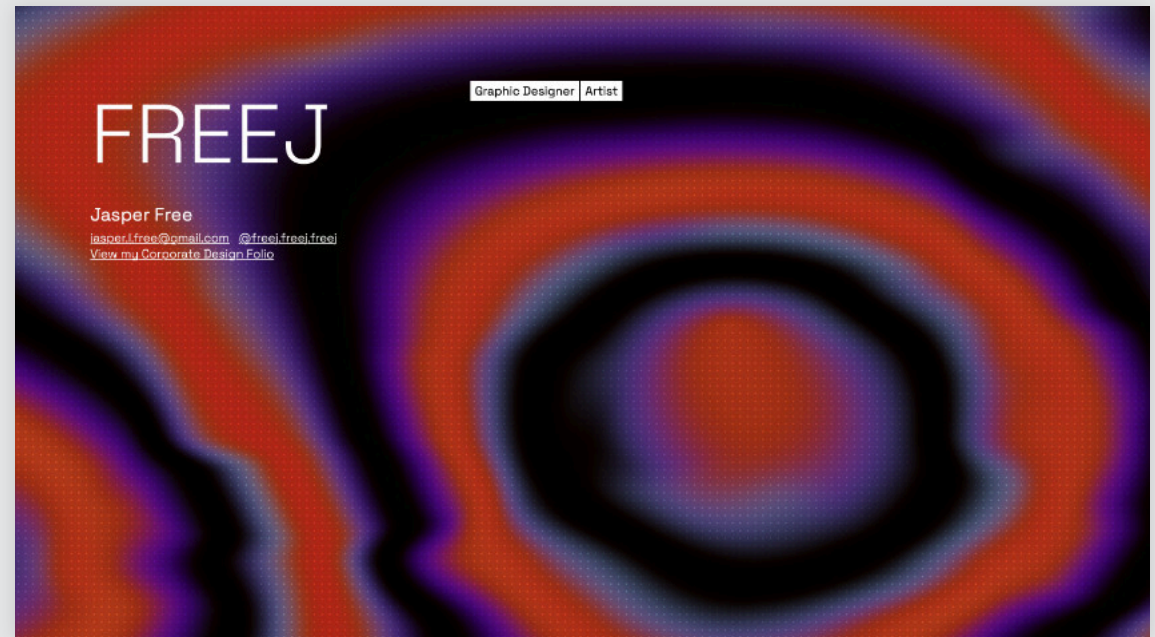 FREEJ
Graphic Designer Artist
Jasper Free
jasper.l.free@gmail.com @freej.freej.freej
View my Corporate Design Folio